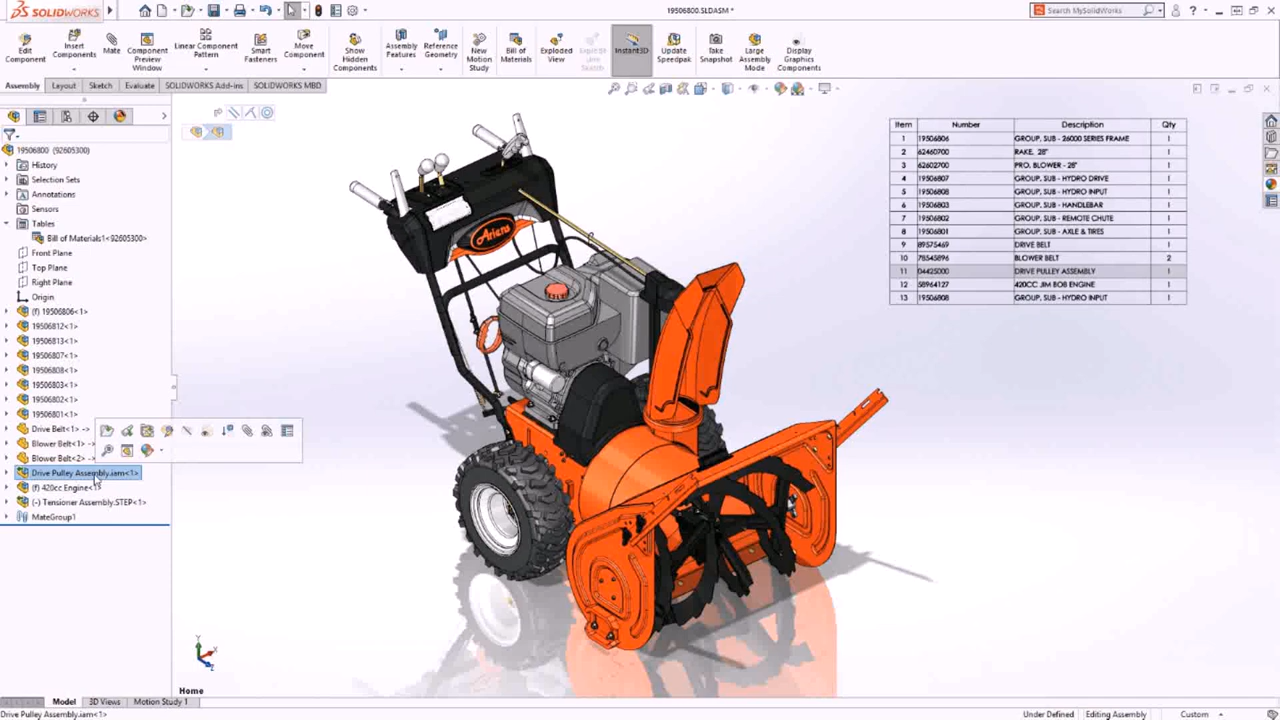 SOLIDWORKS
19506800.SLDASM *
Search MySolidWorks
Edit Component
Insert Components
Mate
Component Preview Window
Linear Component Pattern
Smart Fasteners
Move Component
Show Hidden Components
Assembly Features
Reference Geometry
New Motion Study
Bill of Materials
Exploded View
Explode Line Sketch
Instant3D
Update Speedpak
Take Snapshot
Large Assembly Mode
Display Graphics Components
Assembly Layout Sketch Evaluate SOLIDWORKS Add-Ins SOLIDWORKS MBD
19506800 (92605300)
History
Selection Sets
Annotations
Sensors
Tables
Bill of Materials1<92605300>
Front Plane
Top Plane
Right Plane
Origin
(f) 19506806<1>
19506812<1>
19506813<1>
19506807<1>
19506808<1>
19506803<1>
19506802<1>
19506801<1>
Drive Belt<1> ->
Blower Belt<1> ->
Blower Belt<2> ->
Drive Pulley Assembly.iam<1>
(f) 420cc Engine<1>
(-) Tensioner Assembly.STEP<1>
MateGroup1
Ariens
Item Number Description Qty
1 19506806 GROUP, SUB - 26000 SERIES FRAME 1
2 62460700 RAKE, 28" 1
3 62602700 PRO, BLOWER - 28" 1
4 19506807 GROUP, SUB - HYDRO DRIVE 1
5 19506808 GROUP, SUB - HYDRO INPUT 1
6 19506803 GROUP, SUB - HANDLEBAR 1
7 19506802 GROUP, SUB - REMOTE CHUTE 1
8 19506801 GROUP, SUB - AXLE & TIRES 1
9 89575469 DRIVE BELT 1
10 78545896 BLOWER BELT 2
11 04425000 DRIVE PULLEY ASSEMBLY 1
12 58964127 420CC JIM BOB ENGINE 1
13 19506808 GROUP, SUB - HYDRO INPUT 1
Y
X
Z
Home
Model 3D Views Motion Study 1
Drive Pulley Assembly.iam<1>
Under Defined Editing Assembly Custom